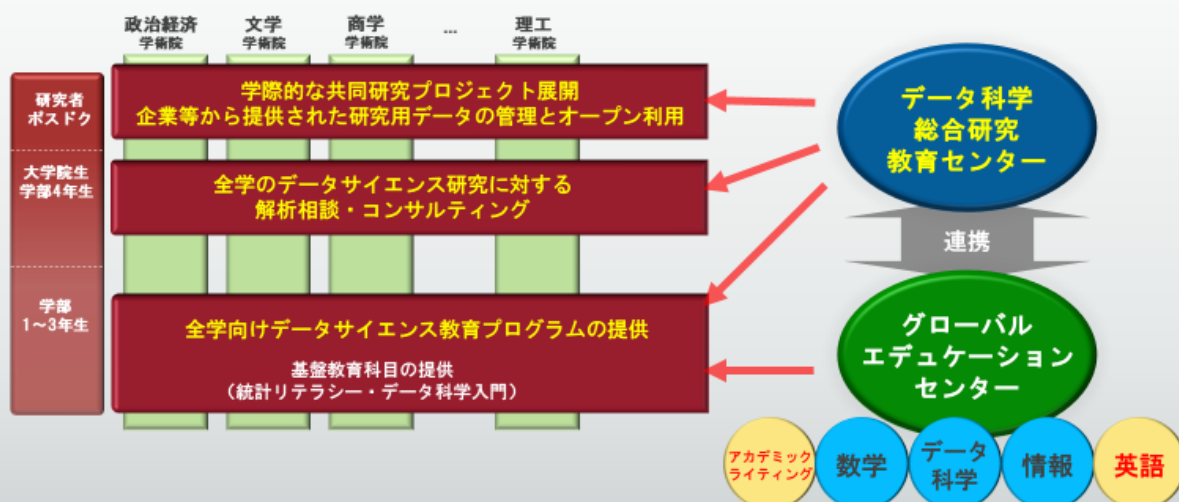 政治経済
学術院
文学
学術院
商学
学術院
...
理工
学術院
研究者
ポスドク
大学院生
学部4年生
学部
1～3年生
学際的な共同研究プロジェクト展開
企業等から提供された研究用データの管理とオープン利用
全学のデータサイエンス研究に対する
解析相談・コンサルティング
全学向けデータサイエンス教育プログラムの提供
基盤教育科目の提供
（統計リテラシー・データ科学入門）
データ科学
総合研究
教育センター
連携
グローバル
エデュケーション
センター
アカデミック
ライティング
数学
データ
科学
情報
英語